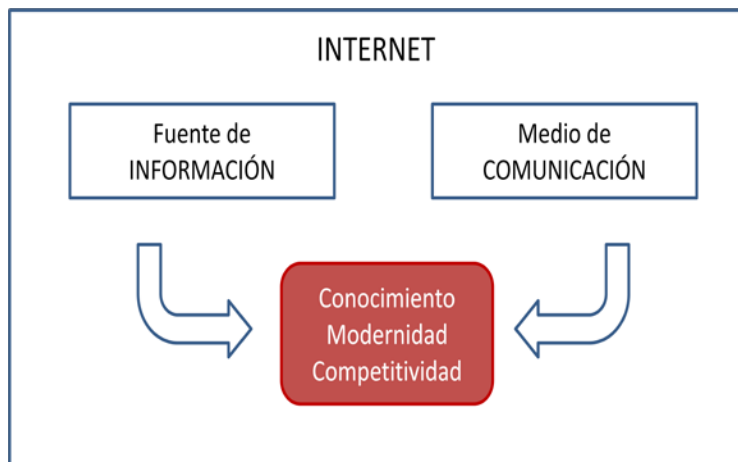 INTERNET
Fuente de
INFORMACIÓN
Medio de
COMUNICACIÓN
Conocimiento
Modernidad
Competitividad